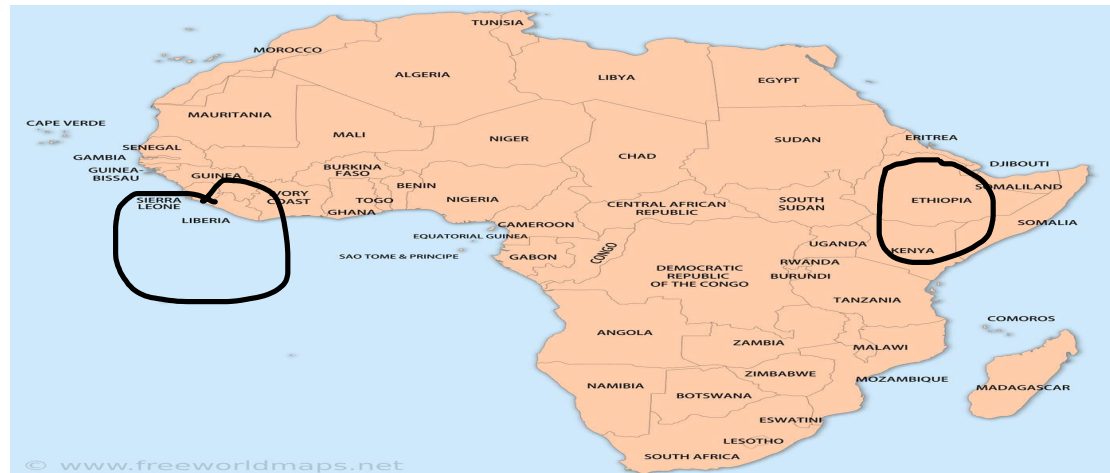 TUNISIA
MOROCCO
ALGERIA
LIBYA
EGYPT
MAURITANIA
CAPE VERDE
MALI
NIGER
SUDAN
ERITREA
SENEGAL
GAMBIA
CHAD
DJIBOUTI
GUINEA-
BISSAU
GUINEA
BURKINA
FASO
BENIN
SOMALILAND
SIERRA
LEONE
IVORY
COAST
TOGO
NIGERIA
CENTRAL AFRICAN
REPUBLIC
SOUTH
SUDAN
ETHIOPIA
LIBERIA
GHANA
CAMEROON
SOMALIA
EQUATORIAL GUINEA
UGANDA
KENYA
SAO TOME & PRINCIPE
GABON
CONGO
RWANDA
DEMOCRATIC
REPUBLIC
OF THE CONGO
BURUNDI
TANZANIA
COMOROS
ANGOLA
ZAMBIA
MALAWI
ZIMBABWE
MOZAMBIQUE
NAMIBIA
BOTSWANA
MADAGASCAR
ESWATINI
LESOTHO
SOUTH AFRICA
© www.freeworldmaps.net